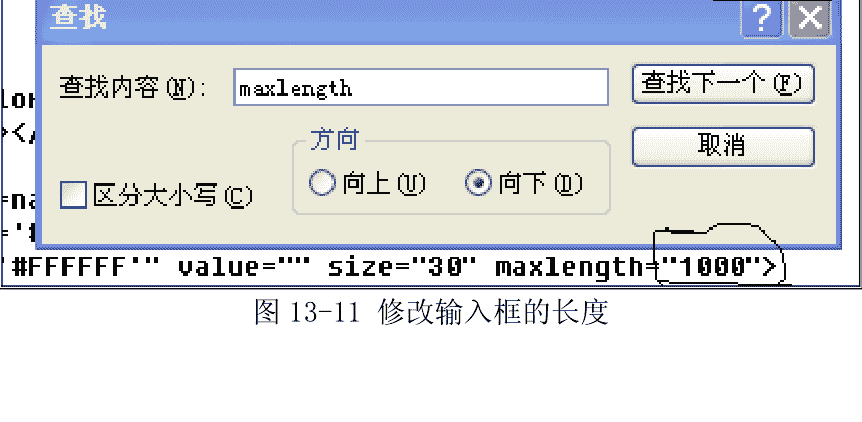 查找
查找内容(N): maxlength
查找下一个(F)
方向
取消
向上(U) 向下(D)
区分大小写(C)
'#FFFFFF'" value="" size="30" maxlength="1000">
图 13-11 修改输入框的长度